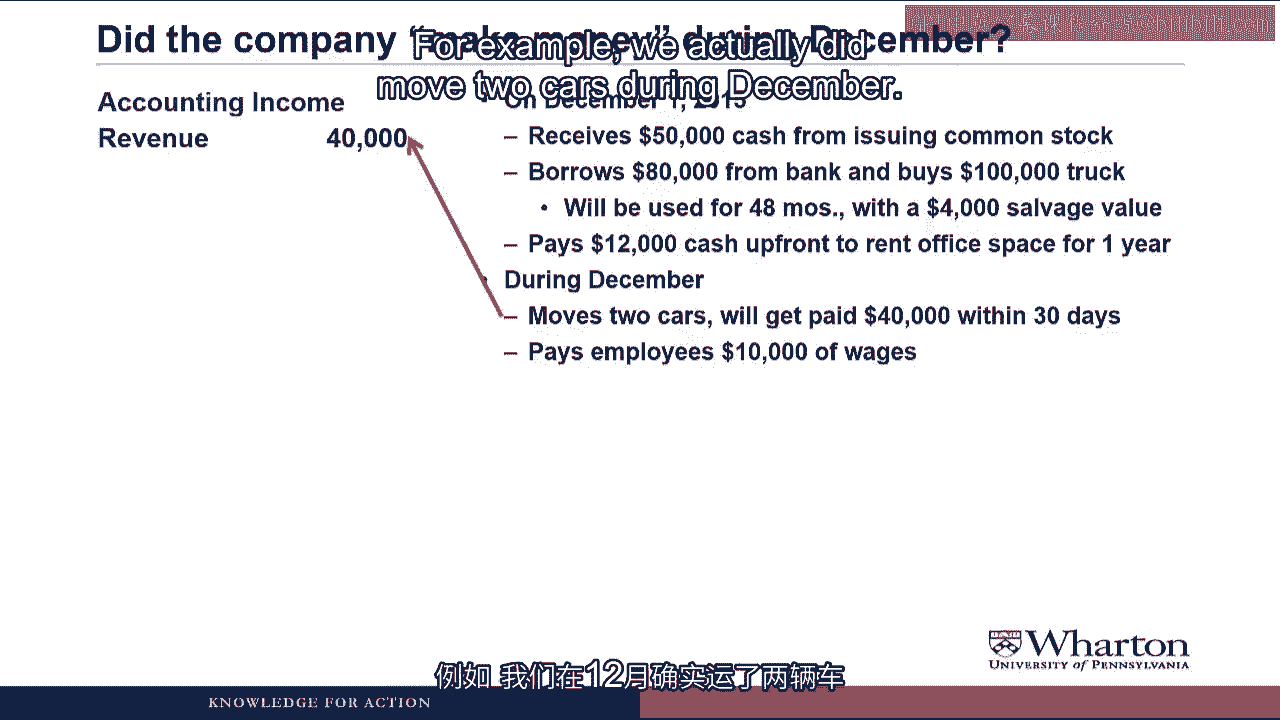 Did the company “make money” during December?
For example, we actually did
move two cars during December.
Accounting Income
Revenue 40,000
On December 1, 2015
– Receives $50,000 cash from issuing common stock
– Borrows $80,000 from bank and buys $100,000 truck
• Will be used for 48 mos., with a $4,000 salvage value
– Pays $12,000 cash upfront to rent office space for 1 year
• During December
– Moves two cars, will get paid $40,000 within 30 days
– Pays employees $10,000 of wages
Wharton
UNIVERSITY of PENNSYLVANIA
例如 我们在12月确实运了两辆车
KNOWLEDGE FOR ACTION